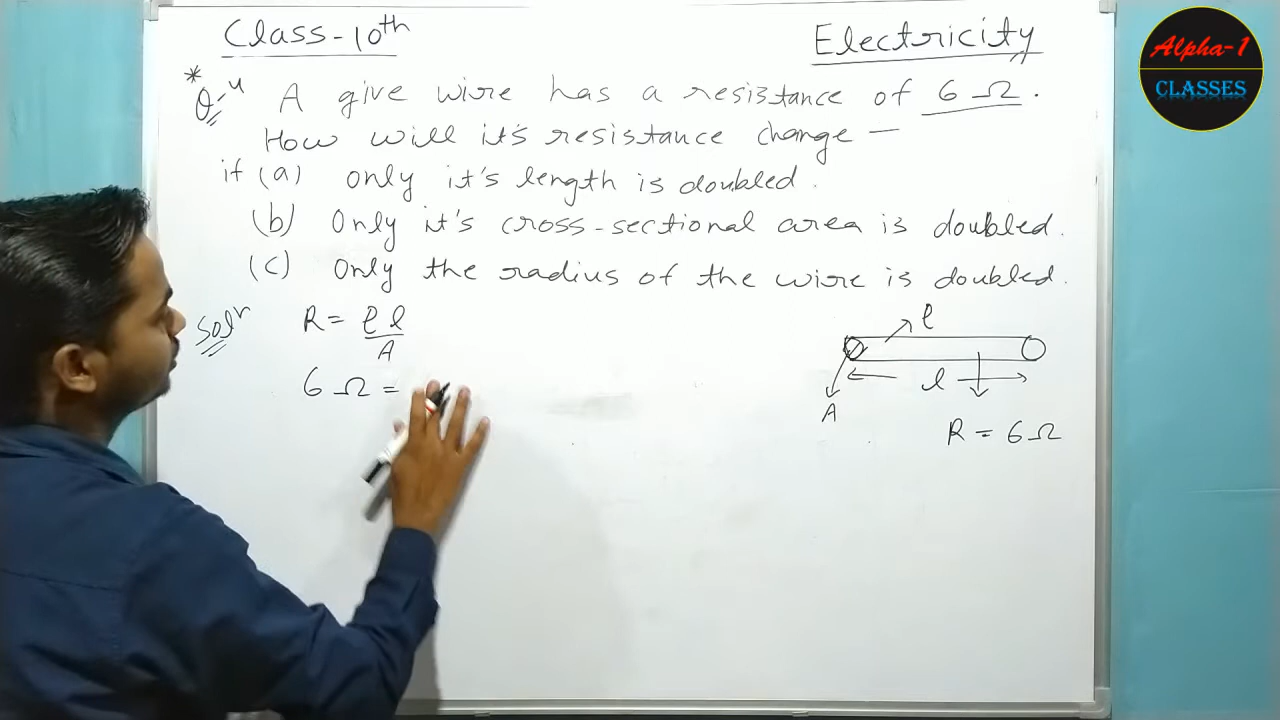 Class-10th
Electricity
Alpha-1
CLASSES
* Q-4 A give wire has a resistance of 6 Ω.
How will it's resistance change —
if (a) only it's length is doubled.
(b) Only it's cross-sectional area is doubled.
(c) Only the radius of the wire is doubled.
Solⁿ R = ρl/A
6 Ω =
ρ
l
A
R = 6 Ω